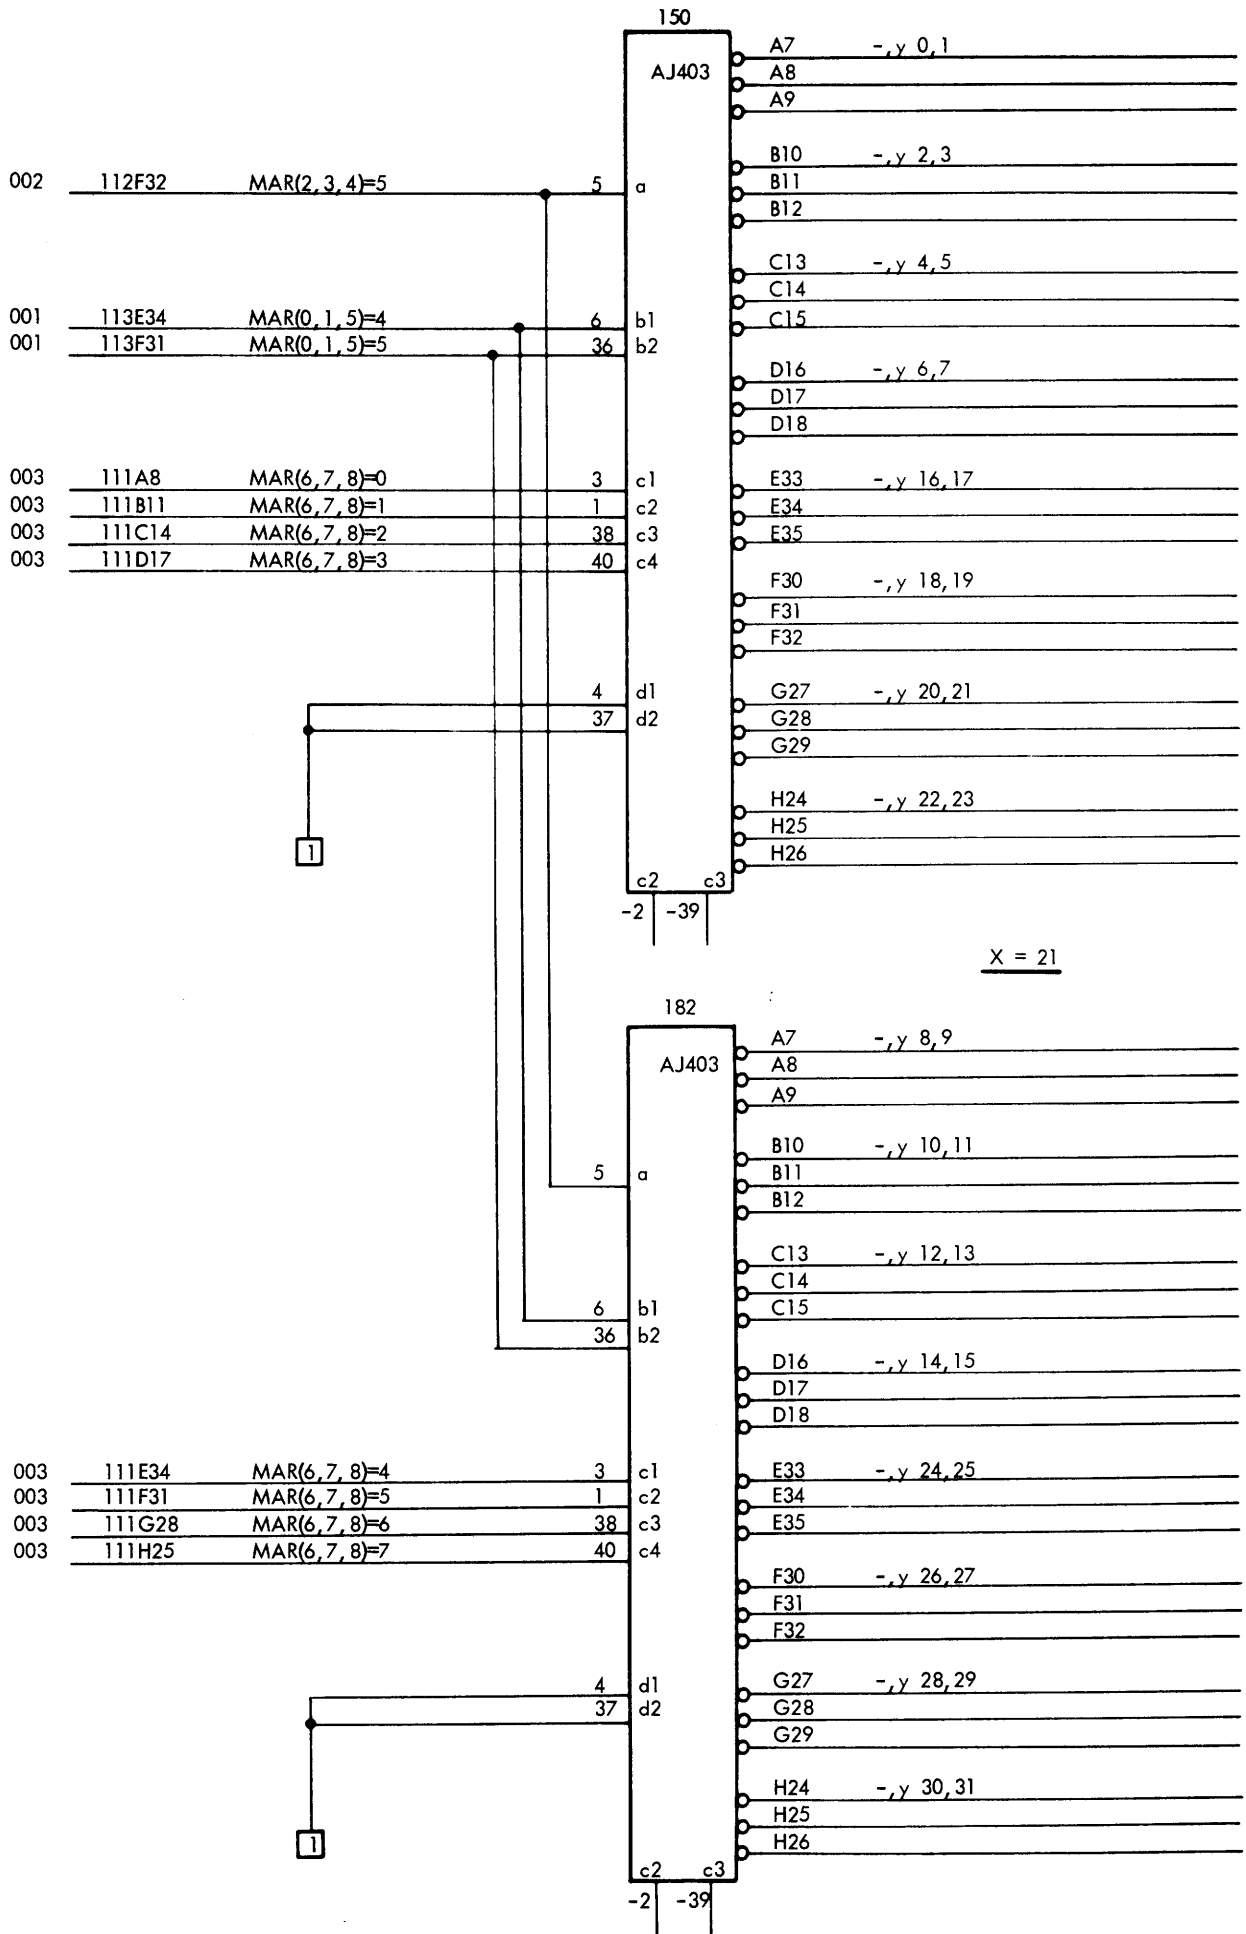 150
AJ403
A7 -,y 0,1
A8
A9
B10 -,y 2,3
002 112F32 MAR(2,3,4)=5 5 a
B11
B12
C13 -,y 4,5
C14
001 113E34 MAR(0,1,5)=4 6 b1
C15
001 113F31 MAR(0,1,5)=5 36 b2
D16 -,y 6,7
D17
D18
003 111A8 MAR(6,7,8)=0 3 c1
E33 -,y 16,17
003 111B11 MAR(6,7,8)=1 1 c2
E34
003 111C14 MAR(6,7,8)=2 38 c3
E35
003 111D17 MAR(6,7,8)=3 40 c4
F30 -,y 18,19
F31
F32
4 d1
G27 -,y 20,21
37 d2
G28
G29
H24 -,y 22,23
H25
1
H26
c2 c3
-2 -39
X = 21
182
AJ403
A7 -,y 8,9
A8
A9
B10 -,y 10,11
5 a
B11
B12
C13 -,y 12,13
C14
6 b1
C15
36 b2
D16 -,y 14,15
D17
D18
003 111E34 MAR(6,7,8)=4 3 c1
E33 -,y 24,25
003 111F31 MAR(6,7,8)=5 1 c2
E34
003 111G28 MAR(6,7,8)=6 38 c3
E35
003 111H25 MAR(6,7,8)=7 40 c4
F30 -,y 26,27
F31
F32
4 d1
G27 -,y 28,29
37 d2
G28
G29
H24 -,y 30,31
H25
1
H26
c2 c3
-2 -39